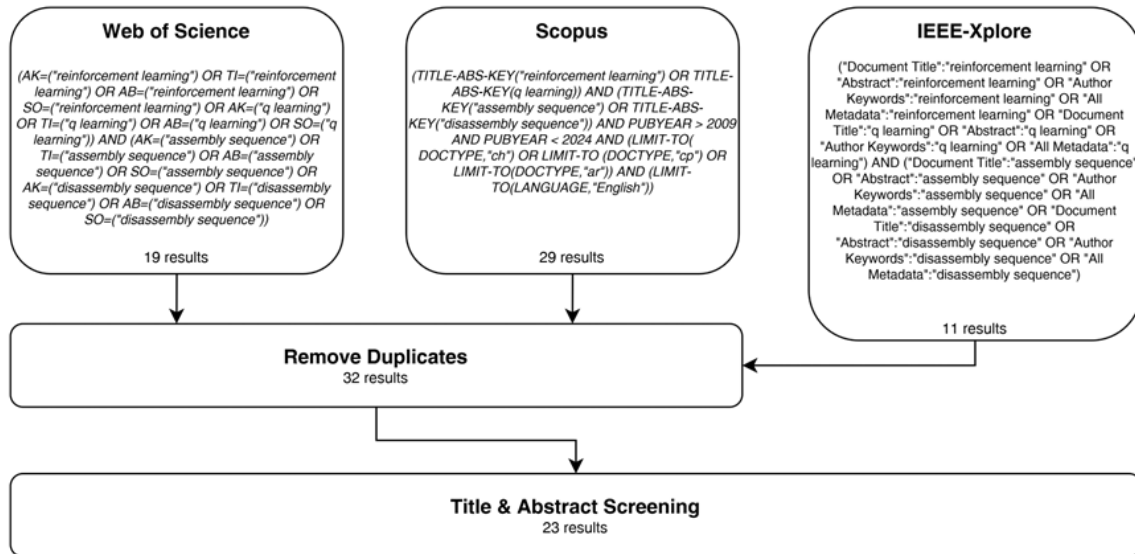 Web of Science
(AK=("reinforcement learning") OR TI=("reinforcement
learning") OR AB=("reinforcement learning") OR
SO=("reinforcement learning") OR AK=("q learning")
OR TI=("q learning") OR AB=("q learning") OR SO=("q
learning")) AND (AK=("assembly sequence") OR
TI=("assembly sequence") OR AB=("assembly
sequence") OR SO=("assembly sequence") OR
AK=("disassembly sequence") OR TI=("disassembly
sequence") OR AB=("disassembly sequence") OR
SO=("disassembly sequence"))
19 results
Scopus
(TITLE-ABS-KEY("reinforcement learning") OR TITLE-
ABS-KEY(q learning)) AND (TITLE-ABS-
KEY("assembly sequence") OR TITLE-ABS-
KEY("disassembly sequence")) AND PUBYEAR > 2009
AND PUBYEAR < 2024 AND (LIMIT-TO(
DOCTYPE,"ch") OR LIMIT-TO (DOCTYPE,"cp") OR
LIMIT-TO(DOCTYPE,"ar")) AND (LIMIT-
TO(LANGUAGE,"English"))
29 results
IEEE-Xplore
("Document Title":"reinforcement learning" OR
"Abstract":"reinforcement learning" OR "Author
Keywords":"reinforcement learning" OR "All
Metadata":"reinforcement learning" OR "Document
Title":"q learning" OR "Abstract":"q learning" OR
"Author Keywords":"q learning" OR "All Metadata":"q
learning") AND ("Document Title":"assembly sequence"
OR "Abstract":"assembly sequence" OR "Author
Keywords":"assembly sequence" OR "All
Metadata":"assembly sequence" OR "Document
Title":"disassembly sequence" OR
"Abstract":"disassembly sequence" OR "Author
Keywords":"disassembly sequence" OR "All
Metadata":"disassembly sequence")
11 results
Remove Duplicates
32 results
Title & Abstract Screening
23 results